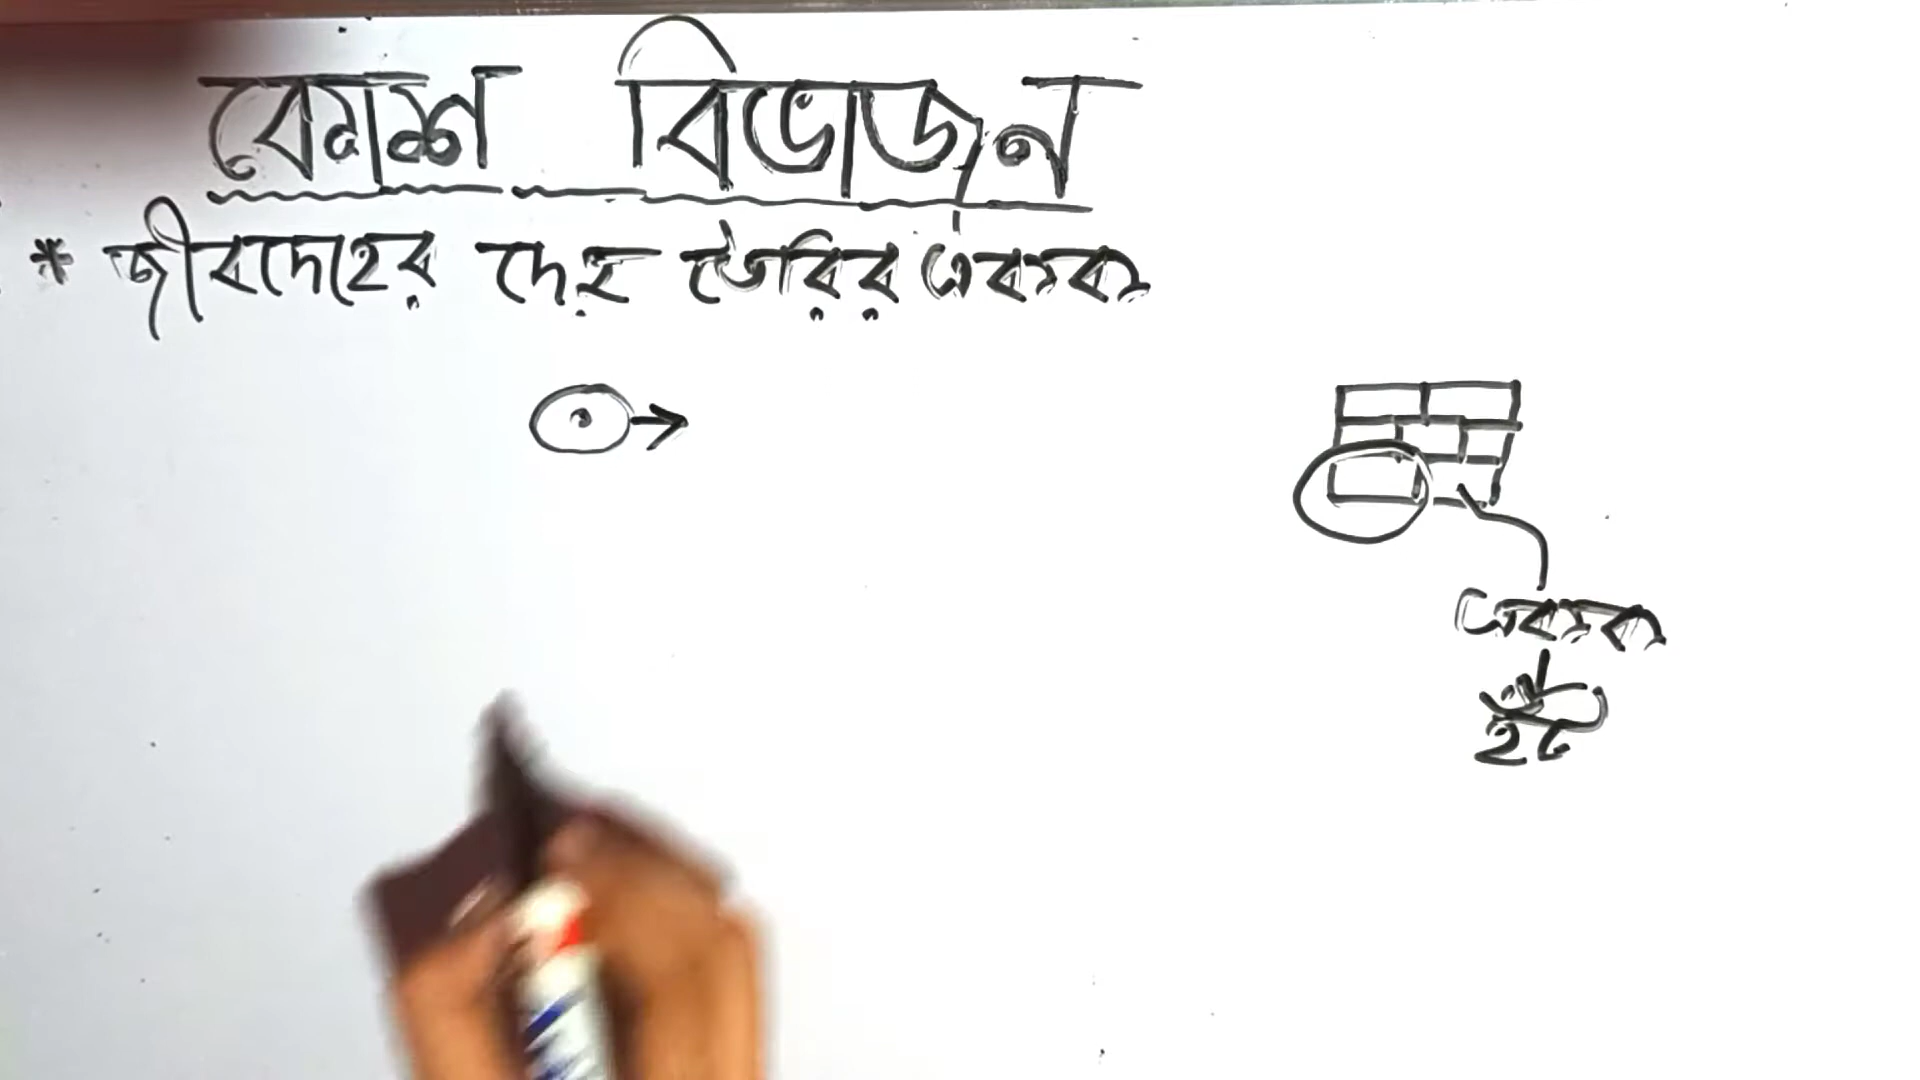 কোশ বিভাজন
* জীবদেহের দেহ তৈরির একক
একক
ইট